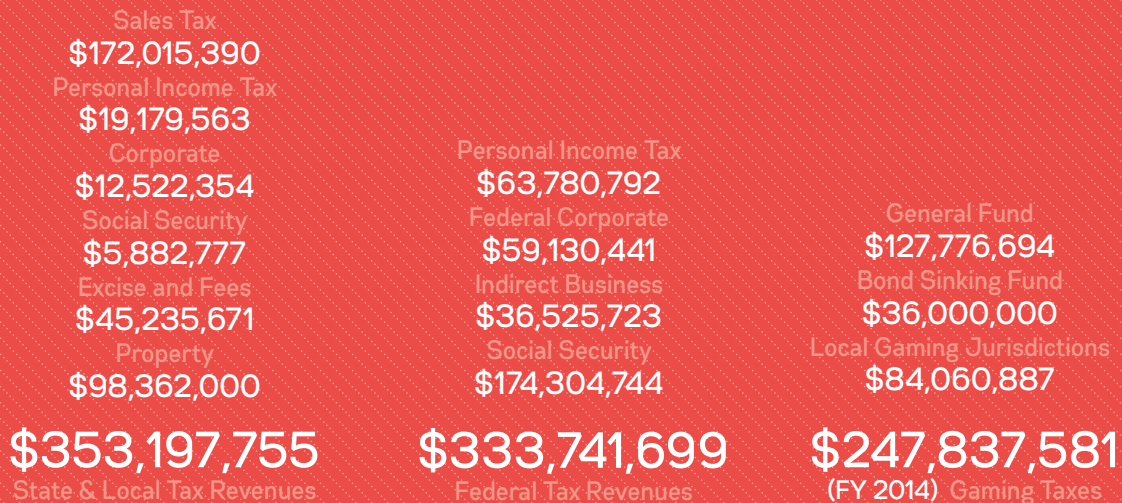 Sales Tax
$172,015,390
Personal Income Tax
$19,179,563
Corporate
$12,522,354
Social Security
$5,882,777
Excise and Fees
$45,235,671
Property
$98,362,000
$353,197,755
State & Local Tax Revenues
Personal Income Tax
$63,780,792
Federal Corporate
$59,130,441
Indirect Business
$36,525,723
Social Security
$174,304,744
$333,741,699
Federal Tax Revenues
General Fund
$127,776,694
Bond Sinking Fund
$36,000,000
Local Gaming Jurisdictions
$84,060,887
$247,837,581
(FY 2014) Gaming Taxes